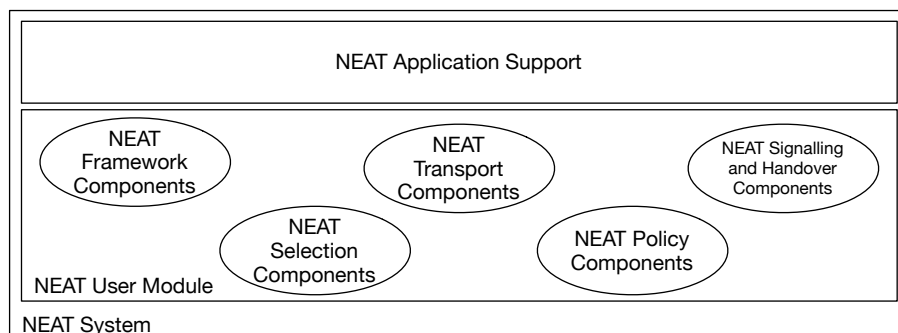 NEAT Application Support
NEAT
Framework
Components
NEAT
Transport
Components
NEAT Signalling
and Handover
Components
NEAT
Selection
Components
NEAT Policy
Components
NEAT User Module
NEAT System